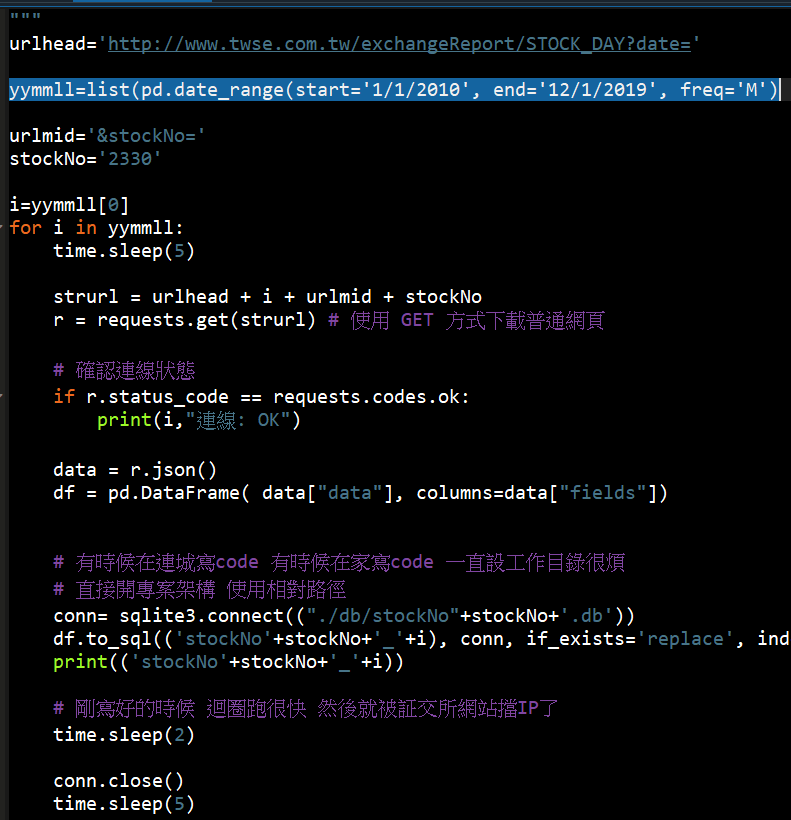 """
urlhead='http://www.twse.com.tw/exchangeReport/STOCK_DAY?date='
yymmll=list(pd.date_range(start='1/1/2010', end='12/1/2019', freq='M')
urlmid='&stockNo='
stockNo='2330'
i=yymmll[0]
for i in yymmll:
    time.sleep(5)
    strurl = urlhead + i + urlmid + stockNo
    r = requests.get(strurl) # 使用 GET 方式下載普通網頁
    # 確認連線狀態
    if r.status_code == requests.codes.ok:
        print(i,"連線: OK")
    data = r.json()
    df = pd.DataFrame( data["data"], columns=data["fields"])
    # 有時候在連城寫code 有時候在家寫code 一直設工作目錄很煩
    # 直接開專案架構 使用相對路徑
    conn= sqlite3.connect(("./db/stockNo"+stockNo+'.db'))
    df.to_sql(('stockNo'+stockNo+'_'+i), conn, if_exists='replace', ind
    print(('stockNo'+stockNo+'_'+i))
    # 剛寫好的時候 迴圈跑很快 然後就被証交所網站擋IP了
    time.sleep(2)
    conn.close()
    time.sleep(5)